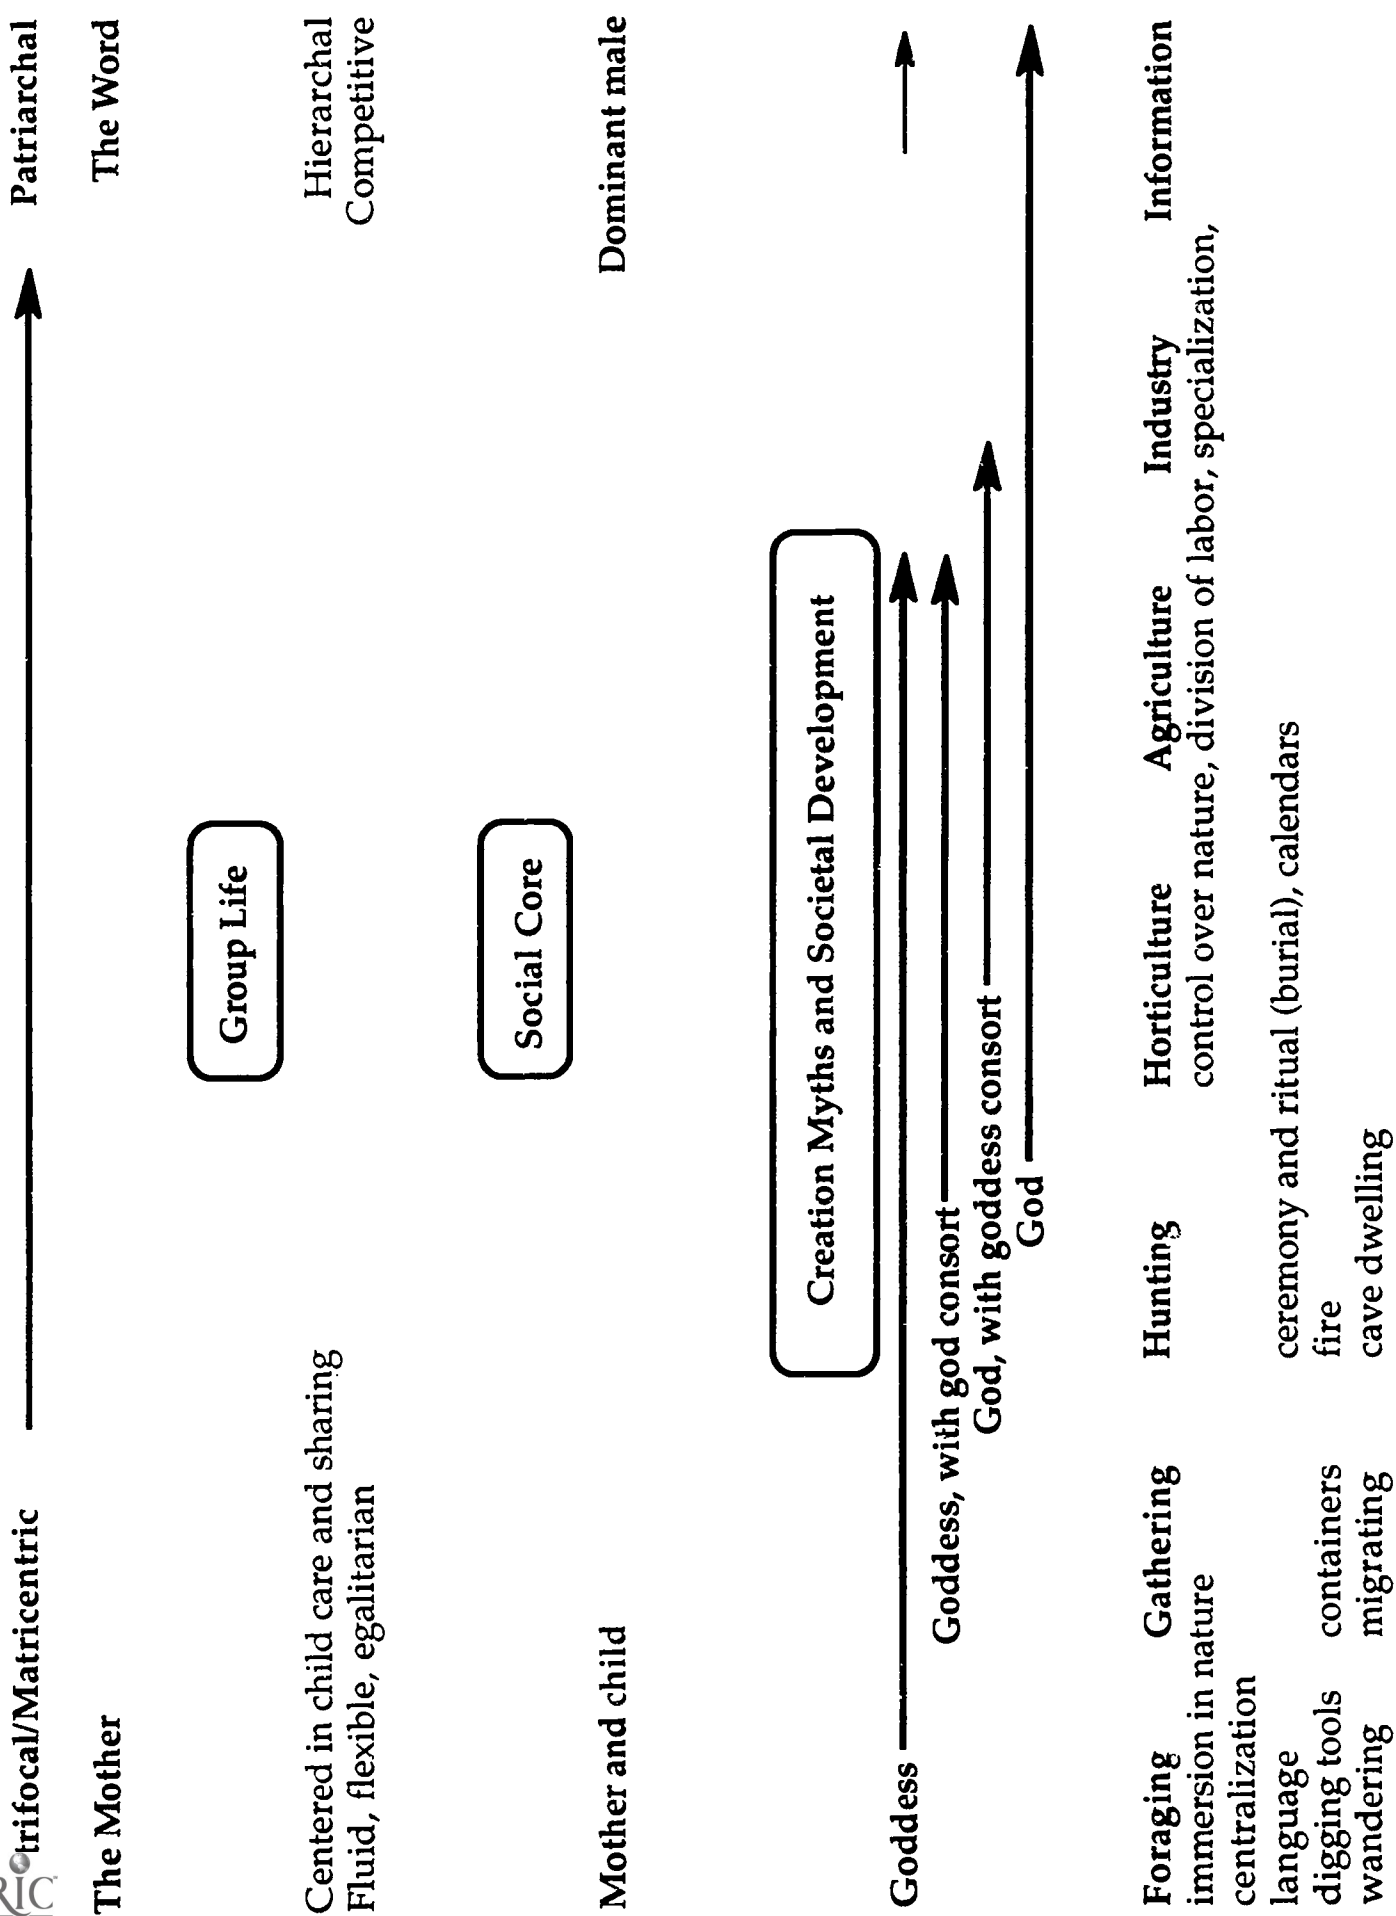 trifocal/Matricentric Patriarchal
The Mother The Word
Group Life
Centered in child care and sharing Hierarchal
Fluid, flexible, egalitarian Competitive
Social Core
Mother and child Dominant male
Creation Myths and Societal Development
Goddess
Goddess, with god consort
God, with goddess consort
God
Foraging Gathering Hunting Horticulture Agriculture Industry Information
immersion in nature control over nature, division of labor, specialization,
centralization
language ceremony and ritual (burial), calendars
digging tools containers fire
wandering migrating cave dwelling